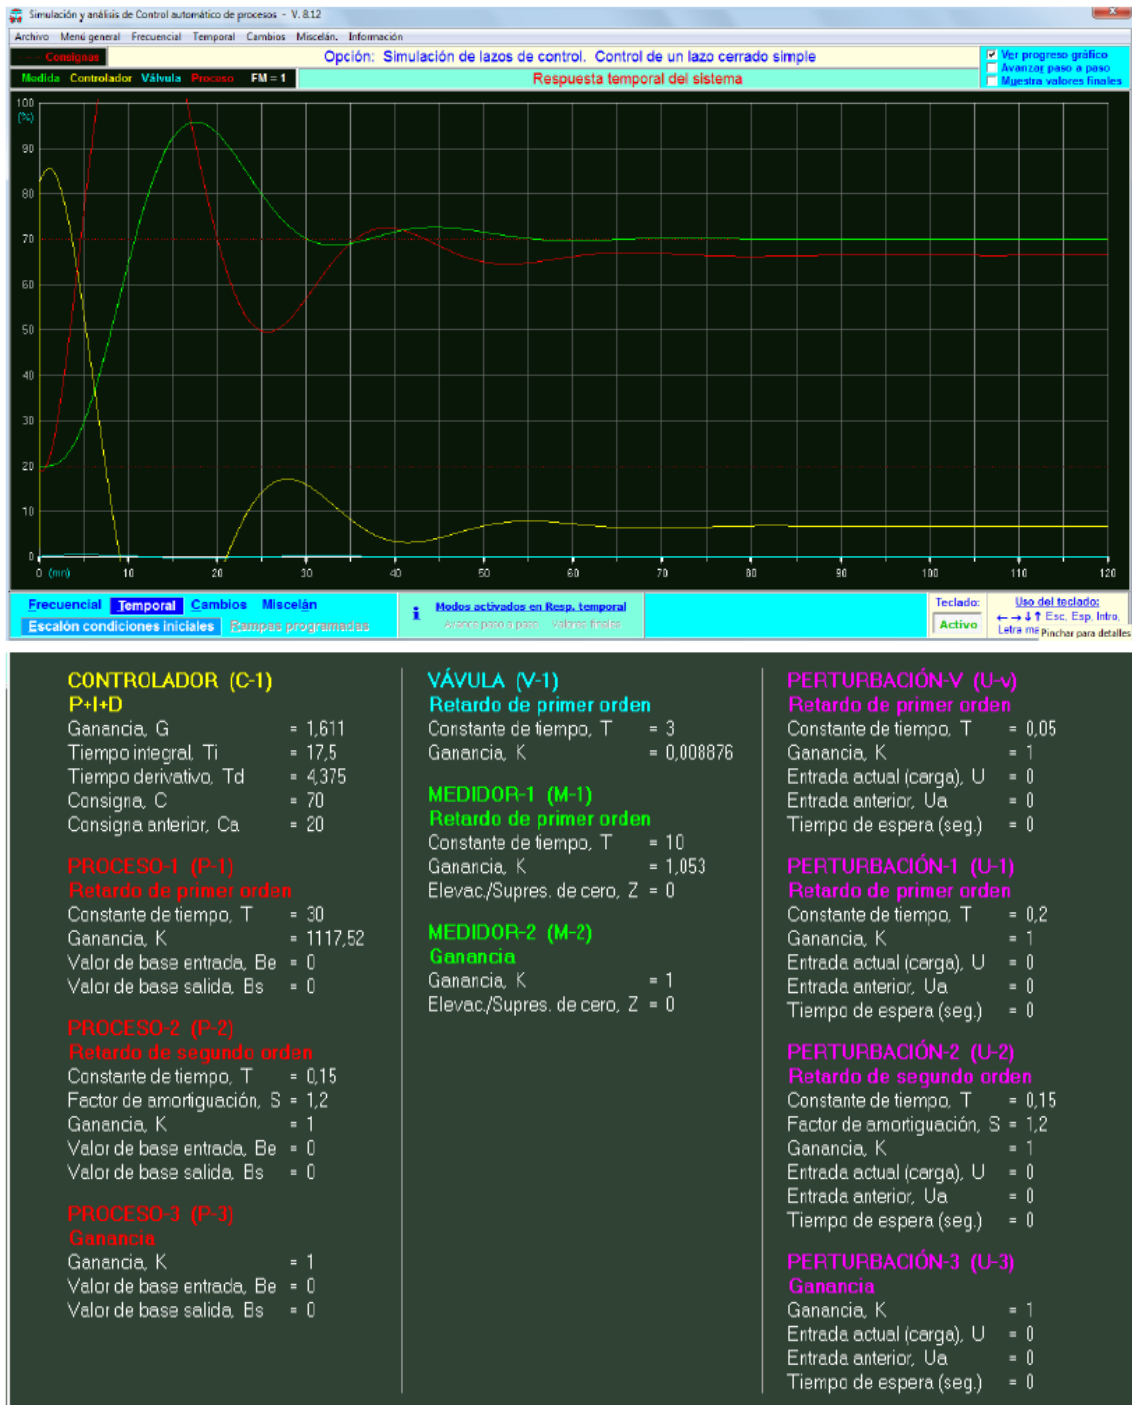 Simulación y análisis de Control automático de procesos - V. 8.12
Archivo Menú general Frecuencial Temporal Cambios Miscelán. Información
Consignas
Opción: Simulación de lazos de control. Control de un lazo cerrado simple
Ver progreso gráfico
Avanzar paso a paso
Muestra valores finales
Medida Controlador Válvula Proceso FM = 1
Respuesta temporal del sistema
100
(%)
90
80
70
60
50
40
30
20
10
0
0 (mn) 10 20 30 40 50 60 70 80 90 100 110 120
Frecuencial Temporal Cambios Miscelán
Escalón condiciones iniciales Rampas programadas
i Modos activados en Resp. temporal
Avance paso a paso Valores finales
Teclado:
Activo
Uso del teclado:
←→↓↑ Esc, Esp, Intro,
Letra ma
Pinchar para detalles
CONTROLADOR (C-1)
P+I+D
Ganancia, G = 1,611
Tiempo integral, Ti = 17,5
Tiempo derivativo, Td = 4,375
Consigna, C = 70
Consigna anterior, Ca = 20
PROCESO-1 (P-1)
Retardo de primer orden
Constante de tiempo, T = 30
Ganancia, K = 1117,52
Valor de base entrada, Be = 0
Valor de base salida, Bs = 0
PROCESO-2 (P-2)
Retardo de segundo orden
Constante de tiempo, T = 0,15
Factor de amortiguación, S = 1,2
Ganancia, K = 1
Valor de base entrada, Be = 0
Valor de base salida, Bs = 0
PROCESO-3 (P-3)
Ganancia
Ganancia, K = 1
Valor de base entrada, Be = 0
Valor de base salida, Bs = 0
VÁVULA (V-1)
Retardo de primer orden
Constante de tiempo, T = 3
Ganancia, K = 0,008876
MEDIDOR-1 (M-1)
Retardo de primer orden
Constante de tiempo, T = 10
Ganancia, K = 1,053
Elevac./Supres. de cero, Z = 0
MEDIDOR-2 (M-2)
Ganancia
Ganancia, K = 1
Elevac./Supres. de cero, Z = 0
PERTURBACIÓN-V (U-v)
Retardo de primer orden
Constante de tiempo, T = 0,05
Ganancia, K = 1
Entrada actual (carga), U = 0
Entrada anterior, Ua = 0
Tiempo de espera (seg.) = 0
PERTURBACIÓN-1 (U-1)
Retardo de primer orden
Constante de tiempo, T = 0,2
Ganancia, K = 1
Entrada actual (carga), U = 0
Entrada anterior, Ua = 0
Tiempo de espera (seg.) = 0
PERTURBACIÓN-2 (U-2)
Retardo de segundo orden
Constante de tiempo, T = 0,15
Factor de amortiguación, S = 1,2
Ganancia, K = 1
Entrada actual (carga), U = 0
Entrada anterior, Ua = 0
Tiempo de espera (seg.) = 0
PERTURBACIÓN-3 (U-3)
Ganancia
Ganancia, K = 1
Entrada actual (carga), U = 0
Entrada anterior, Ua = 0
Tiempo de espera (seg.) = 0